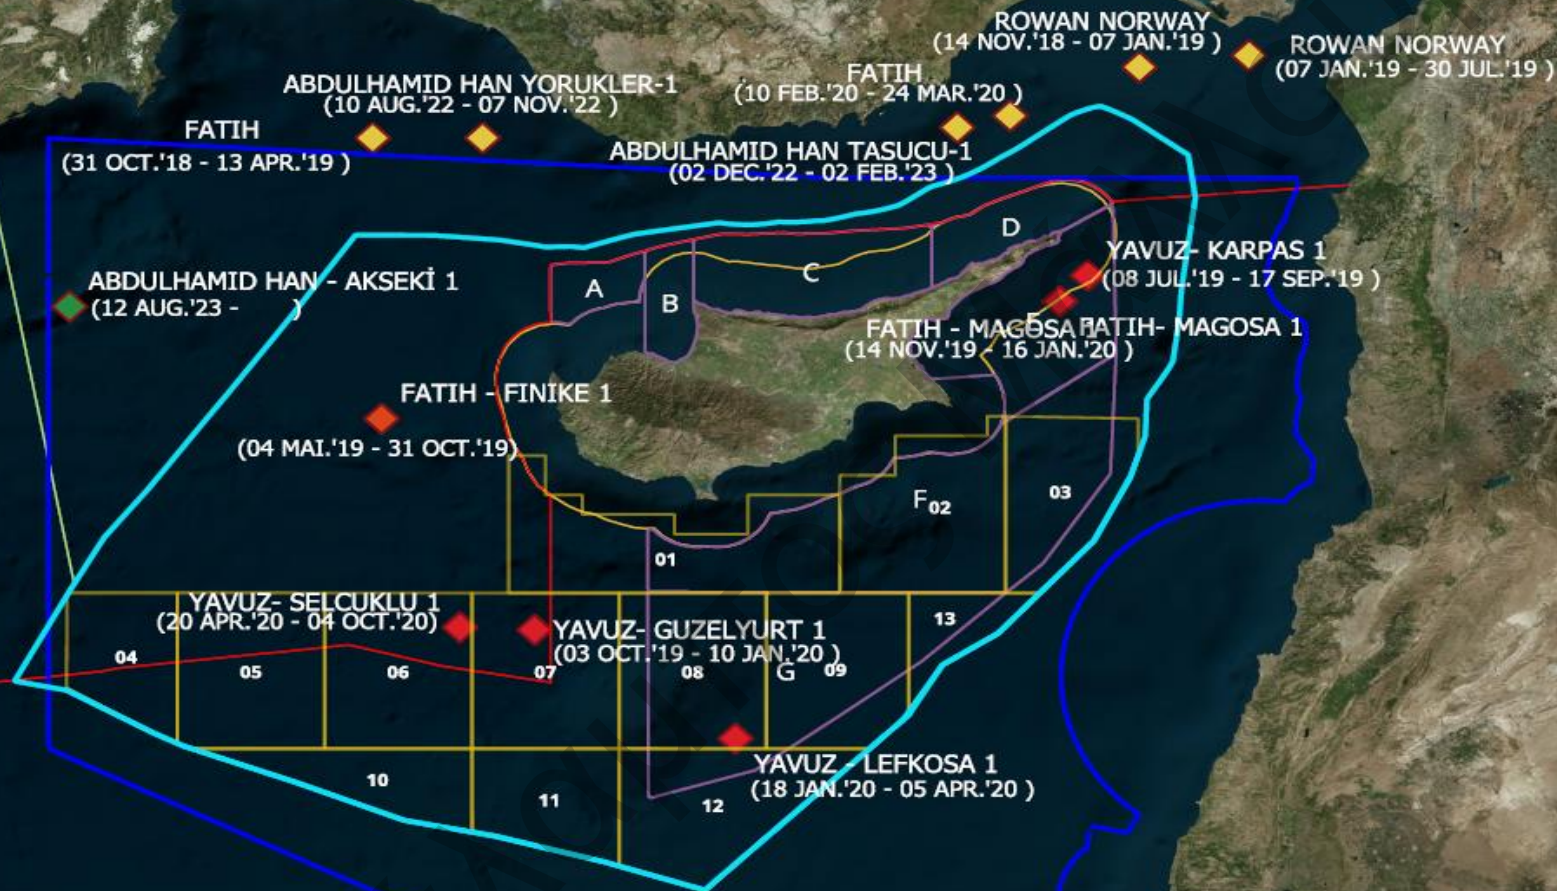 ROWAN NORWAY
(14 NOV.'18 - 07 JAN.'19 )
ROWAN NORWAY
(07 JAN.'19 - 30 JUL.'19 )
FATIH
(10 FEB.'20 - 24 MAR.'20 )
ABDULHAMID HAN YORUKLER-1
(10 AUG.'22 - 07 NOV.'22 )
FATIH
(31 OCT.'18 - 13 APR.'19 )
ABDULHAMID HAN TASUCU-1
(02 DEC.'22 - 02 FEB.'23 )
D
YAVUZ- KARPAS 1
(08 JUL.'19 - 17 SEP.'19 )
C
A
B
ABDULHAMID HAN - AKSEKİ 1
(12 AUG.'23 - )
FATIH - MAGOSA
FATIH- MAGOSA 1
(14 NOV.'19 - 16 JAN.'20 )
FATIH - FINIKE 1
(04 MAI.'19 - 31 OCT.'19)
F
02
03
01
YAVUZ- SELCUKLU 1
(20 APR.'20 - 04 OCT.'20)
YAVUZ- GUZELYURT 1
(03 OCT.'19 - 10 JAN.'20 )
13
04
05
06
07
08
G
09
YAVUZ - LEFKOSA 1
(18 JAN.'20 - 05 APR.'20 )
10
11
12